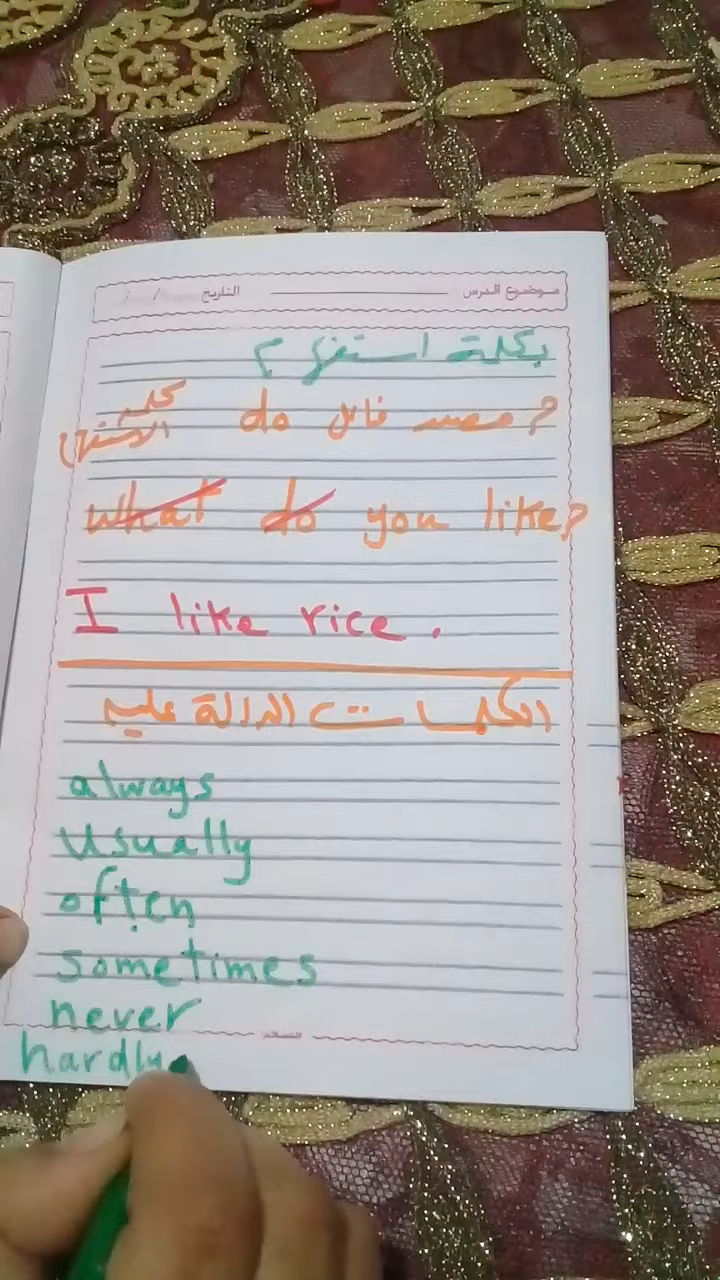 موضوع الدرس التاريخ / /
بكلمة استفهام ؟
كلمة الاستفهام do فاعل مصدر ?
What do you like?
I like rice.
الكلمات الدالة عليه
always
usually
often
sometimes
never
hardly